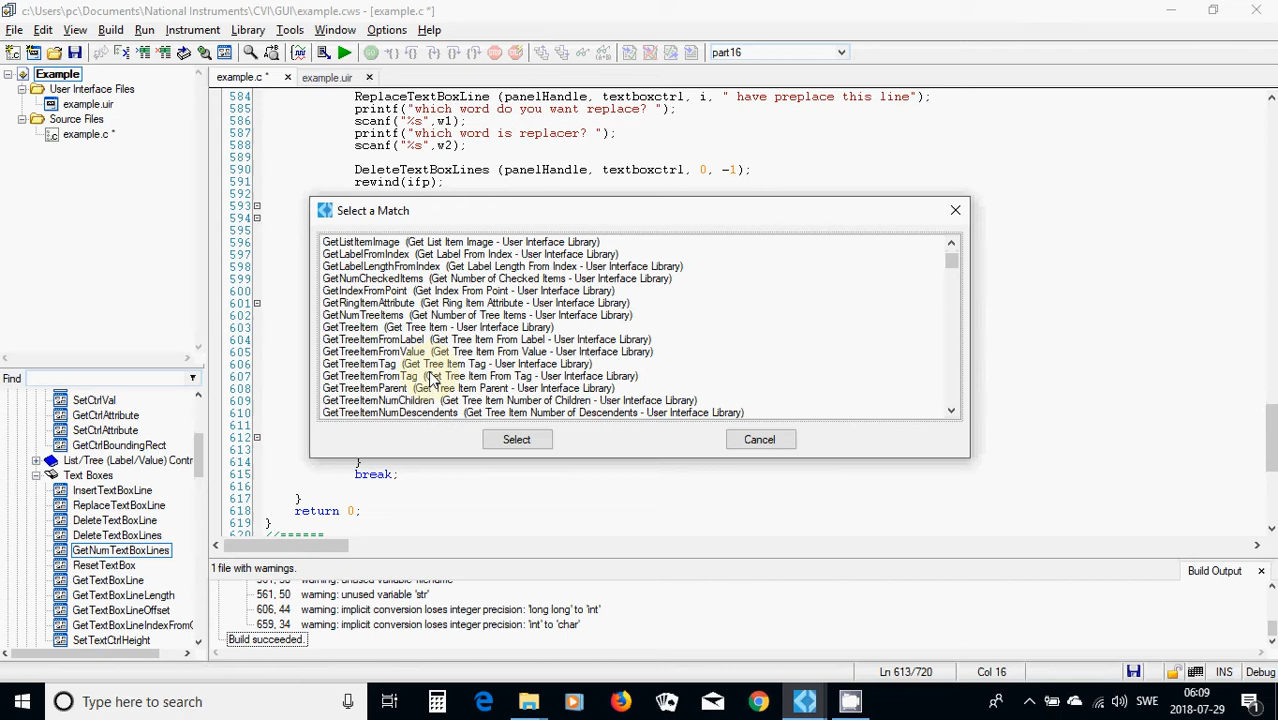 c:\Users\pc\Documents\National Instruments\CVI\GUI\example.cws - [example.c *]
File Edit View Build Run Instrument Library Tools Window Options Help
part16
Example
User Interface Files
example.uir
Source Files
example.c *
example.c * example.uir
584 ReplaceTextBoxLine (panelHandle, textboxctrl, i, " have preplace this line");
585 printf("which word do you want replace? ");
586 scanf("%s",w1);
587 printf("which word is replacer? ");
588 scanf("%s",w2);
589
590 DeleteTextBoxLines (panelHandle, textboxctrl, 0, -1);
591 rewind(ifp);
592
593
594
595
596
597
598
599
600
601
602
603
604
605
606
607
608
609
610
611
612
613
614 }
615 break;
616
617 }
618 return 0;
619 }
620 //======
Select a Match
GetListItemImage (Get List Item Image - User Interface Library)
GetLabelFromIndex (Get Label From Index - User Interface Library)
GetLabelLengthFromIndex (Get Label Length From Index - User Interface Library)
GetNumCheckedItems (Get Number of Checked Items - User Interface Library)
GetIndexFromPoint (Get Index From Point - User Interface Library)
GetRingItemAttribute (Get Ring Item Attribute - User Interface Library)
GetNumTreeItems (Get Number of Tree Items - User Interface Library)
GetTreeItem (Get Tree Item - User Interface Library)
GetTreeItemFromLabel (Get Tree Item From Label - User Interface Library)
GetTreeItemFromValue (Get Tree Item From Value - User Interface Library)
GetTreeItemTag (Get Tree Item Tag - User Interface Library)
GetTreeItemFromTag (Get Tree Item From Tag - User Interface Library)
GetTreeItemParent (Get Tree Item Parent - User Interface Library)
GetTreeItemNumChildren (Get Tree Item Number of Children - User Interface Library)
GetTreeItemNumDescendents (Get Tree Item Number of Descendents - User Interface Library)
Select Cancel
Find
SetCtrlVal
GetCtrlAttribute
SetCtrlAttribute
GetCtrlBoundingRect
List/Tree (Label/Value) Contr
Text Boxes
InsertTextBoxLine
ReplaceTextBoxLine
DeleteTextBoxLine
DeleteTextBoxLines
GetNumTextBoxLines
ResetTextBox
GetTextBoxLine
GetTextBoxLineLength
GetTextBoxLineOffset
GetTextBoxLineIndexFromO
SetTextCtrlHeight
1 file with warnings. Build Output
561, 38 warning: unused variable 'filename'
561, 50 warning: unused variable 'str'
606, 44 warning: implicit conversion loses integer precision: 'long long' to 'int'
659, 34 warning: implicit conversion loses integer precision: 'int' to 'char'
Build succeeded.
Ln 613/720 Col 16 INS Debug
Type here to search
SWE
06:09
2018-07-29
1